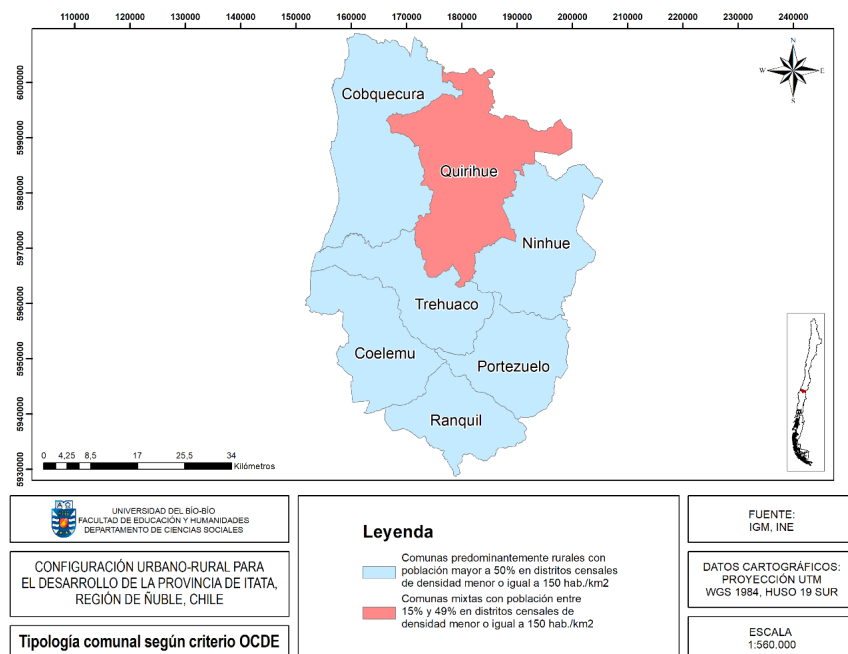 110000 120000 130000 140000 150000 160000 170000 180000 190000 200000 210000 220000 230000 240000
6000000
5990000
5980000
5970000
5960000
5950000
5940000
5930000
N
W E
S
Cobquecura
Quirihue
Ninhue
Trehuaco
Coelemu
Portezuelo
Ranquil
0 4,25 8,5 17 25,5 34
Kilómetros
UNIVERSIDAD DEL BÍO-BÍO
FACULTAD DE EDUCACIÓN Y HUMANIDADES
DEPARTAMENTO DE CIENCIAS SOCIALES
CONFIGURACIÓN URBANO-RURAL PARA
EL DESARROLLO DE LA PROVINCIA DE ITATA,
REGIÓN DE ÑUBLE, CHILE
Tipología comunal según criterio OCDE
Leyenda
Comunas predominantemente rurales con
población mayor a 50% en distritos censales
de densidad menor o igual a 150 hab./km2
Comunas mixtas con población entre
15% y 49% en distritos censales de
densidad menor o igual a 150 hab./km2
FUENTE:
IGM, INE
DATOS CARTOGRÁFICOS:
PROYECCIÓN UTM
WGS 1984, HUSO 19 SUR
ESCALA
1:560.000